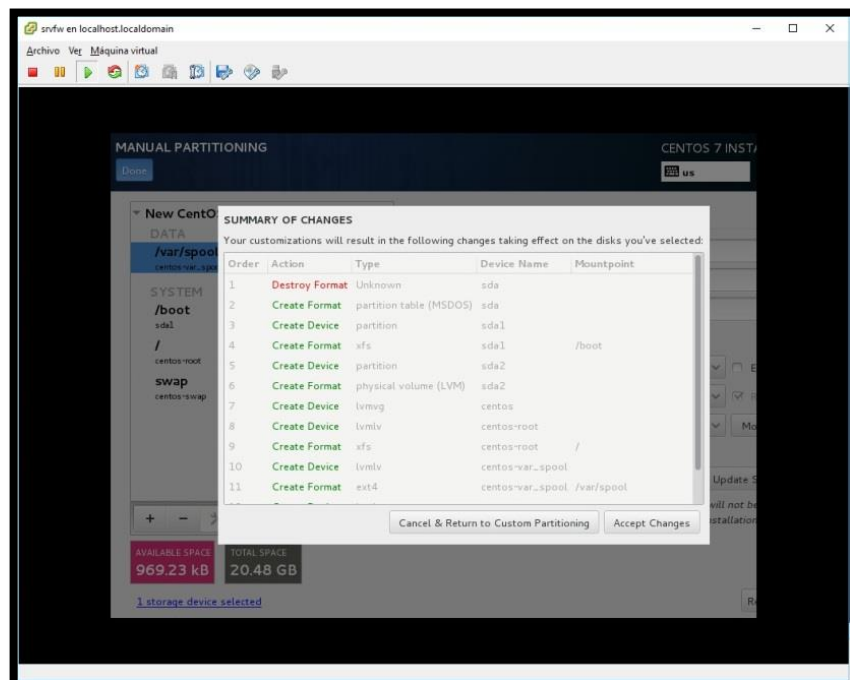 srvfw en localhost.localdomain
Archivo Ver Máquina virtual
MANUAL PARTITIONING
CENTOS 7 INST
Done
us
New CentO
DATA
/var/spool
centos-var_spo
SYSTEM
/boot
sda1
/
centos-root
swap
centos-swap
SUMMARY OF CHANGES
Your customizations will result in the following changes taking effect on the disks you've selected:
Order Action Type Device Name Mountpoint
1 Destroy Format Unknown sda
2 Create Format partition table (MSDOS) sda
3 Create Device partition sda1
4 Create Format xfs sda1 /boot
5 Create Device partition sda2
6 Create Format physical volume (LVM) sda2
7 Create Device lvmvg centos
8 Create Device lvmlv centos-root
9 Create Format xfs centos-root /
10 Create Device lvmlv centos-var_spool
11 Create Format ext4 centos-var_spool /var/spool
Cancel & Return to Custom Partitioning Accept Changes
E
Mo
Update S
will not be
nstallation
+ -
AVAILABLE SPACE
969.23 kB
TOTAL SPACE
20.48 GB
1 storage device selected
Re